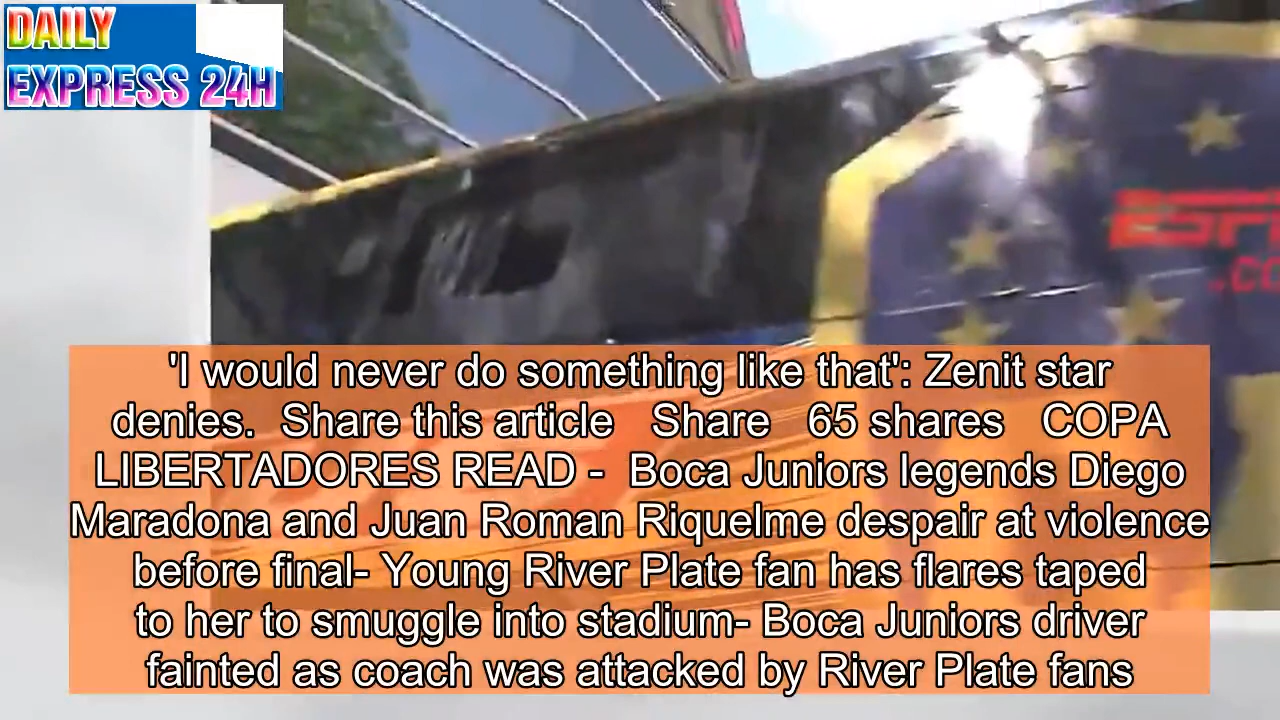 DAILY
EXPRESS 24H
ESPN
.CO
'I would never do something like that': Zenit star
denies. Share this article Share 65 shares COPA
LIBERTADORES READ - Boca Juniors legends Diego
Maradona and Juan Roman Riquelme despair at violence
before final- Young River Plate fan has flares taped
to her to smuggle into stadium- Boca Juniors driver
fainted as coach was attacked by River Plate fans